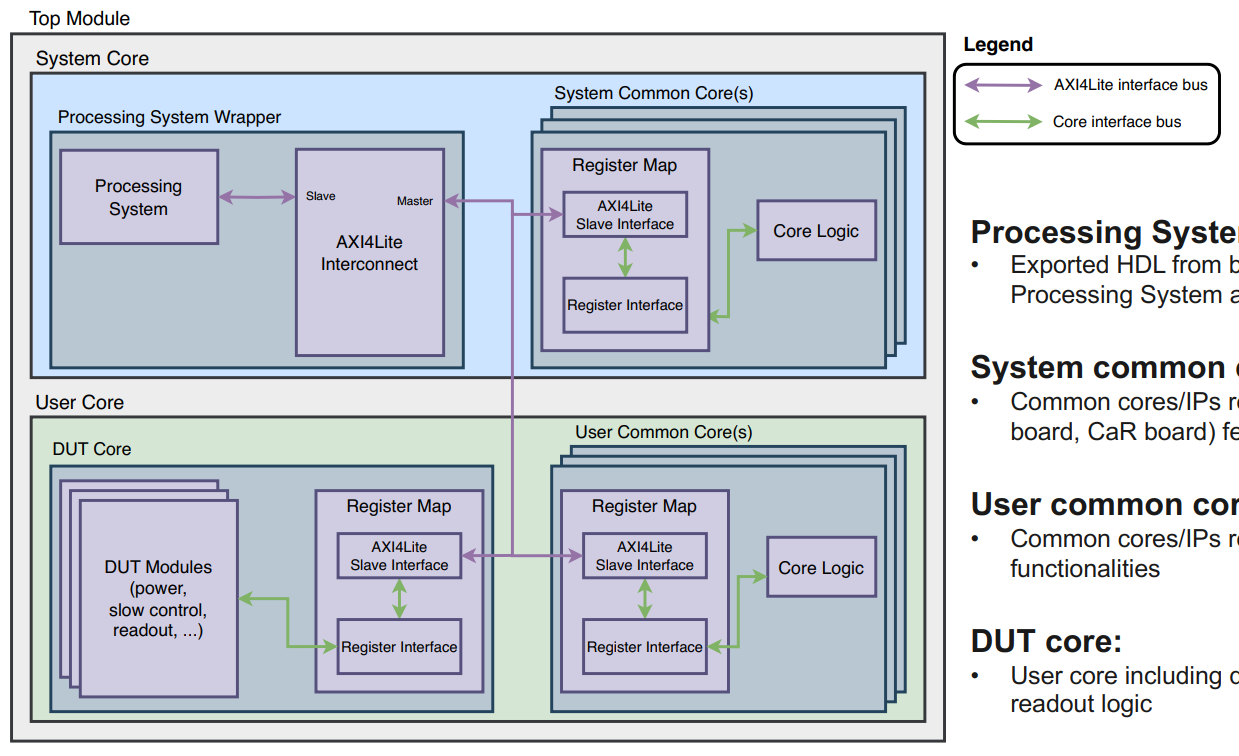 Top Module
System Core
Processing System Wrapper
Processing
System
Slave
Master
AXI4Lite
Interconnect
System Common Core(s)
Register Map
AXI4Lite
Slave Interface
Register Interface
Core Logic
User Core
DUT Core
DUT Modules
(power,
slow control,
readout, ...)
Register Map
AXI4Lite
Slave Interface
Register Interface
User Common Core(s)
Register Map
AXI4Lite
Slave Interface
Register Interface
Core Logic
Legend
AXI4Lite interface bus
Core interface bus
Processing
• Exported HDL from
Processing System
System common
• Common cores/IPs
board, CaR board)
User common
• Common cores/IPs
functionalities
DUT core:
• User core including
readout logic